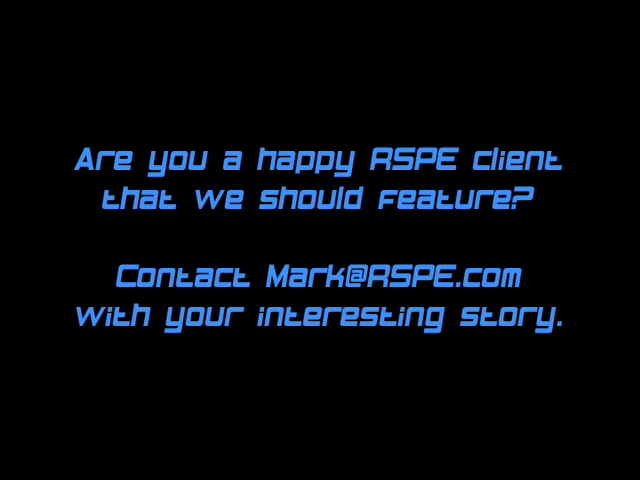 Are you a happy RSPE client
that we should feature?
Contact Mark@RSPE.com
with your interesting story.